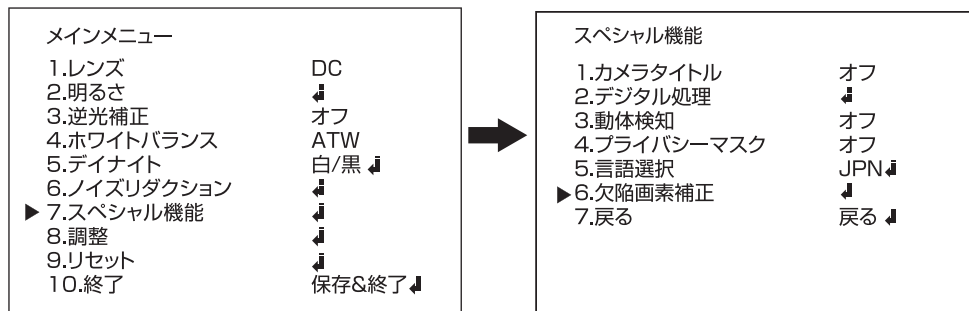 メインメニュー
1.レンズ DC
2.明るさ ↲
3.逆光補正 オフ
4.ホワイトバランス ATW
5.デイナイト 白/黒 ↲
6.ノイズリダクション ↲
▶ 7.スペシャル機能 ↲
8.調整 ↲
9.リセット ↲
10.終了 保存&終了↲
スペシャル機能
1.カメラタイトル オフ
2.デジタル処理 ↲
3.動体検知 オフ
4.プライバシーマスク オフ
5.言語選択 JPN↲
▶6.欠陥画素補正 ↲
7.戻る 戻る ↲